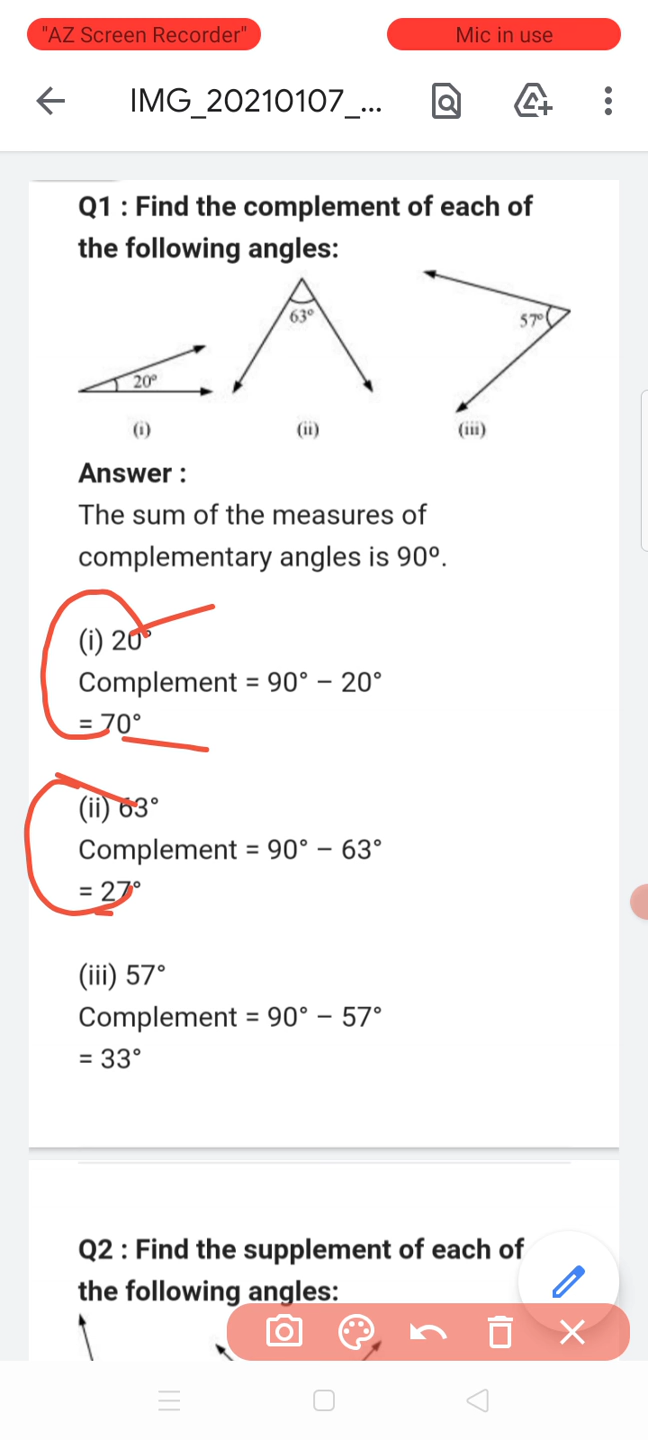 "AZ Screen Recorder" Mic in use
IMG_20210107_...
Q1 : Find the complement of each of
the following angles:
63°
57°
20°
(i) (ii) (iii)
Answer :
The sum of the measures of
complementary angles is 90º.
(i) 20°
Complement = 90° − 20°
= 70°
(ii) 63°
Complement = 90° − 63°
= 27°
(iii) 57°
Complement = 90° − 57°
= 33°
Q2 : Find the supplement of each of
the following angles: